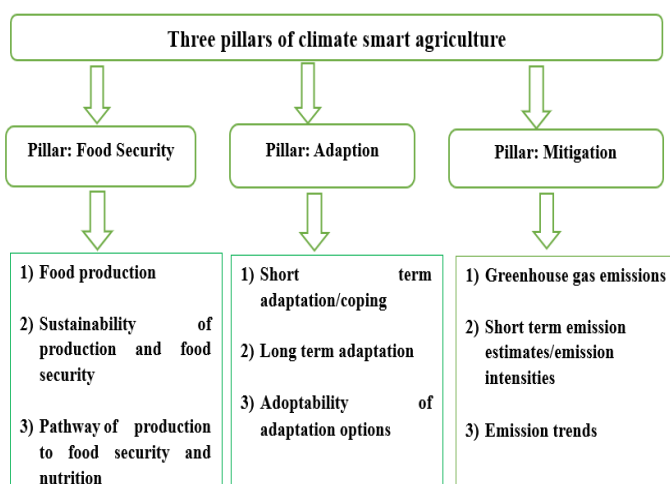 Three pillars of climate smart agriculture
Pillar: Food Security
Pillar: Adaption
Pillar: Mitigation
1) Food production
2) Sustainability of
production and food
security
3) Pathway of production
to food security and
nutrition
1) Short term
adaptation/coping
2) Long term adaptation
3) Adoptability of
adaptation options
1) Greenhouse gas emissions
2) Short term emission
estimates/emission
intensities
3) Emission trends